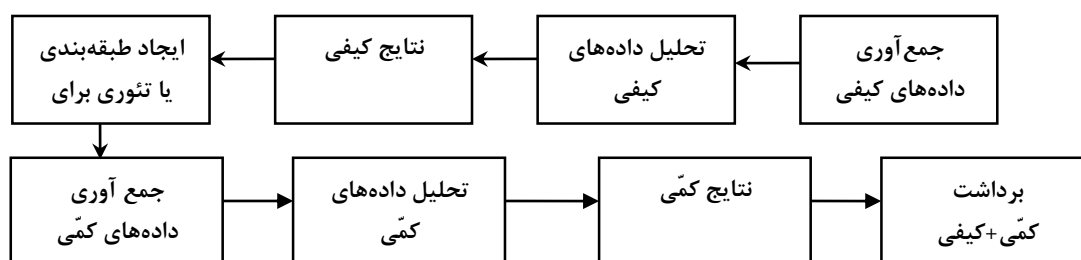 جمع‌آوری
داده‌های کیفی
تحلیل داده‌های
کیفی
نتایج کیفی
ایجاد طبقه‌بندی
یا تئوری برای
جمع آوری
داده‌های کمّی
تحلیل داده‌های
کمّی
نتایج کمّی
برداشت
کمّی+کیفی